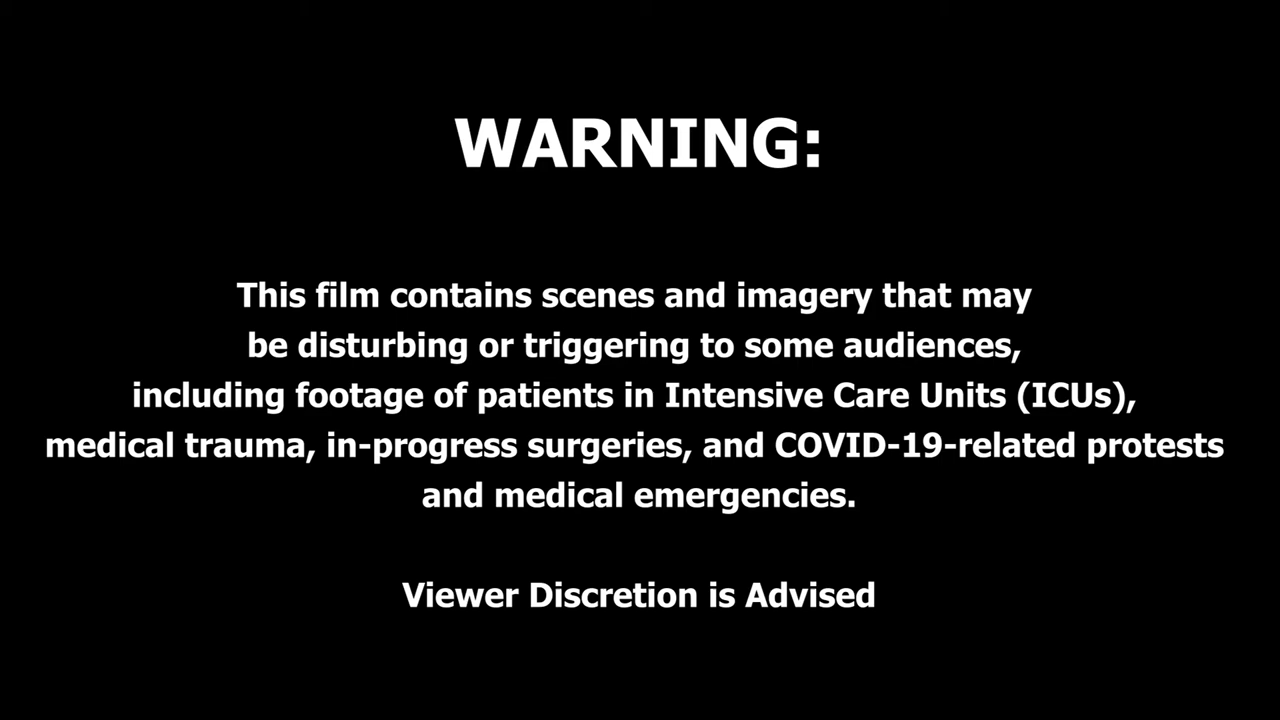 WARNING:
This film contains scenes and imagery that may
be disturbing or triggering to some audiences,
including footage of patients in Intensive Care Units (ICUs),
medical trauma, in-progress surgeries, and COVID-19-related protests
and medical emergencies.
Viewer Discretion is Advised